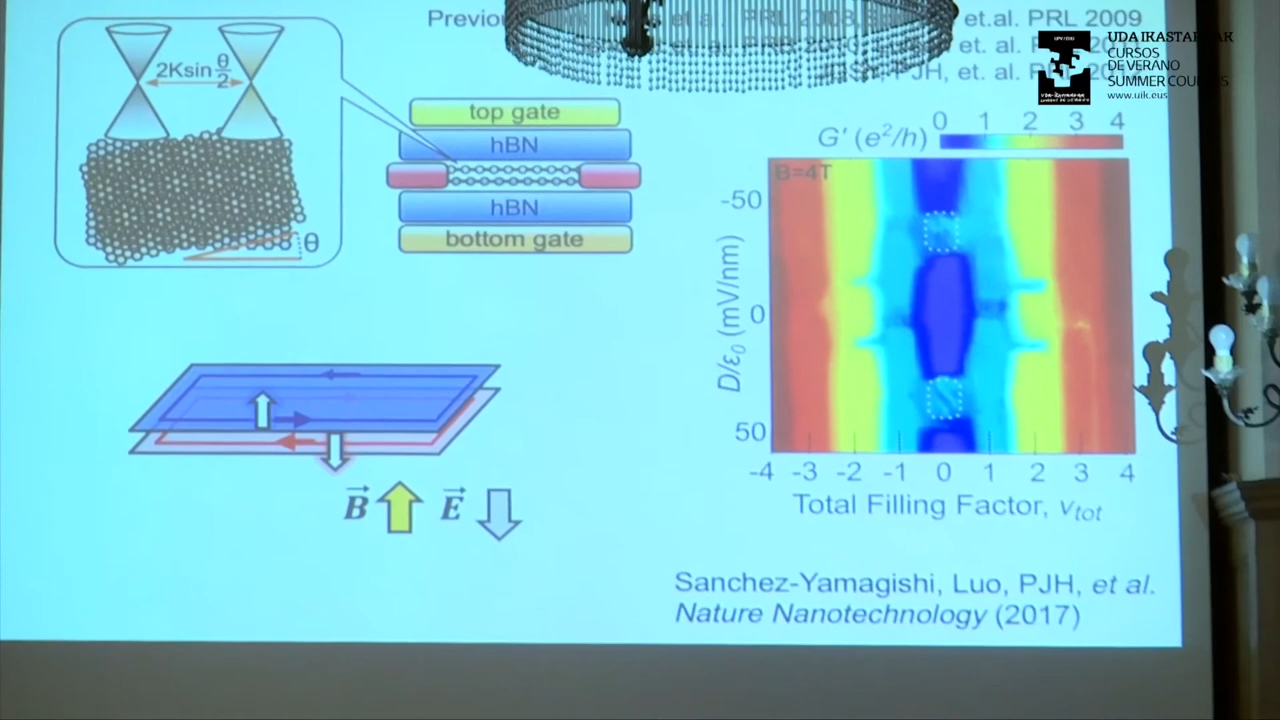 et.al. PRL 2009
UDA IKASTAROAK
CURSOS
DE VERANO
SUMMER COURSES
www.uik.eus
2Ksin θ/2
θ
top gate
hBN
hBN
bottom gate
G' (e²/h)
0 1 2 3 4
B=4T
-50
0
50
D/ε₀ (mV/nm)
-4 -3 -2 -1 0 1 2 3 4
Total Filling Factor, νtot
B E
Sanchez-Yamagishi, Luo, PJH, et al.
Nature Nanotechnology (2017)